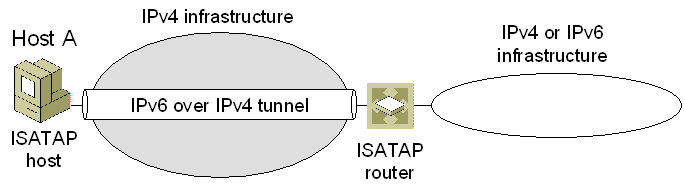 IPv4 infrastructure
Host A
IPv4 or IPv6
infrastructure
IPv6 over IPv4 tunnel
ISATAP
host
ISATAP
router